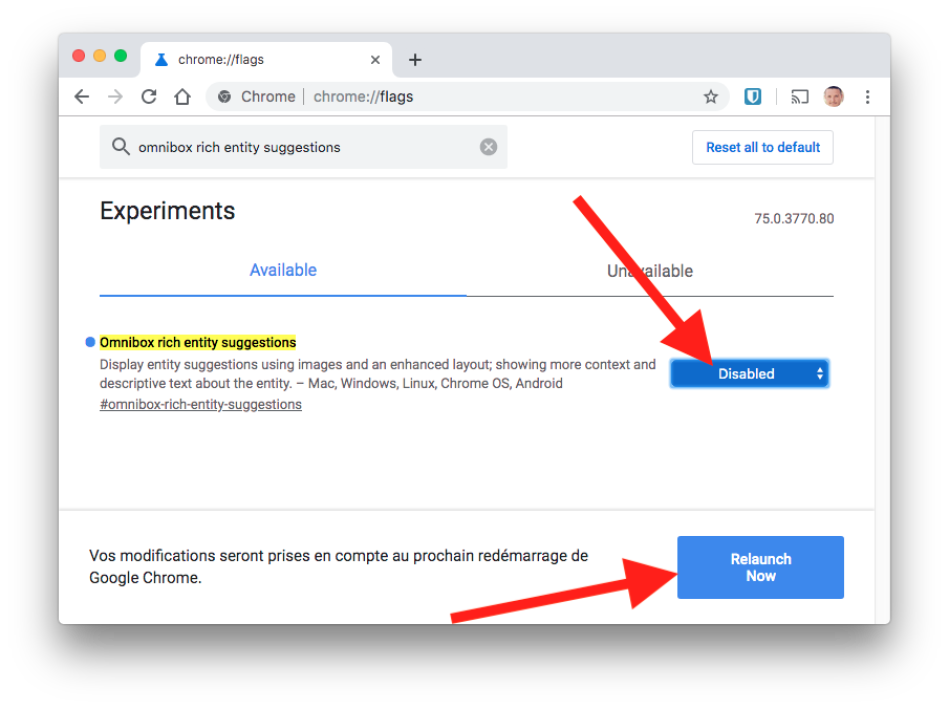 chrome://flags
Chrome | chrome://flags
omnibox rich entity suggestions
Reset all to default
Experiments
75.0.3770.80
Available
Unavailable
Omnibox rich entity suggestions
Display entity suggestions using images and an enhanced layout; showing more context and
descriptive text about the entity. – Mac, Windows, Linux, Chrome OS, Android
#omnibox-rich-entity-suggestions
Disabled
Vos modifications seront prises en compte au prochain redémarrage de
Google Chrome.
Relaunch
Now